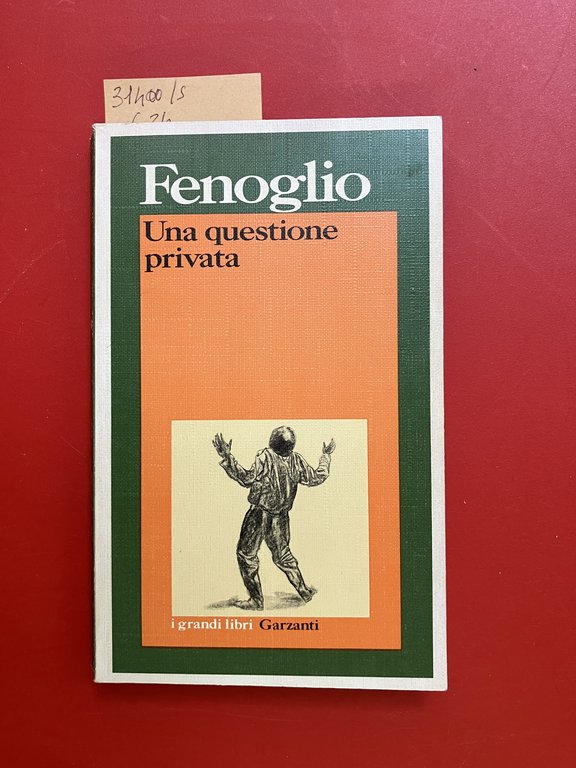 31400/s
Fenoglio
Una questione
privata
i grandi libri Garzanti